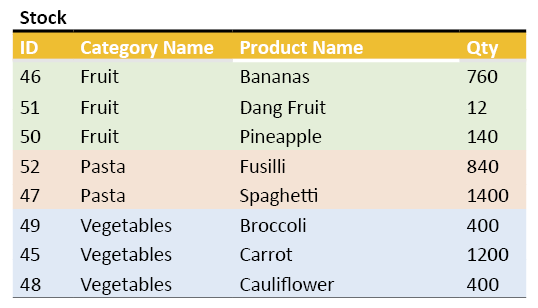 Stock
ID Category Name Product Name Qty
46 Fruit Bananas 760
51 Fruit Dang Fruit 12
50 Fruit Pineapple 140
52 Pasta Fusilli 840
47 Pasta Spaghetti 1400
49 Vegetables Broccoli 400
45 Vegetables Carrot 1200
48 Vegetables Cauliflower 400